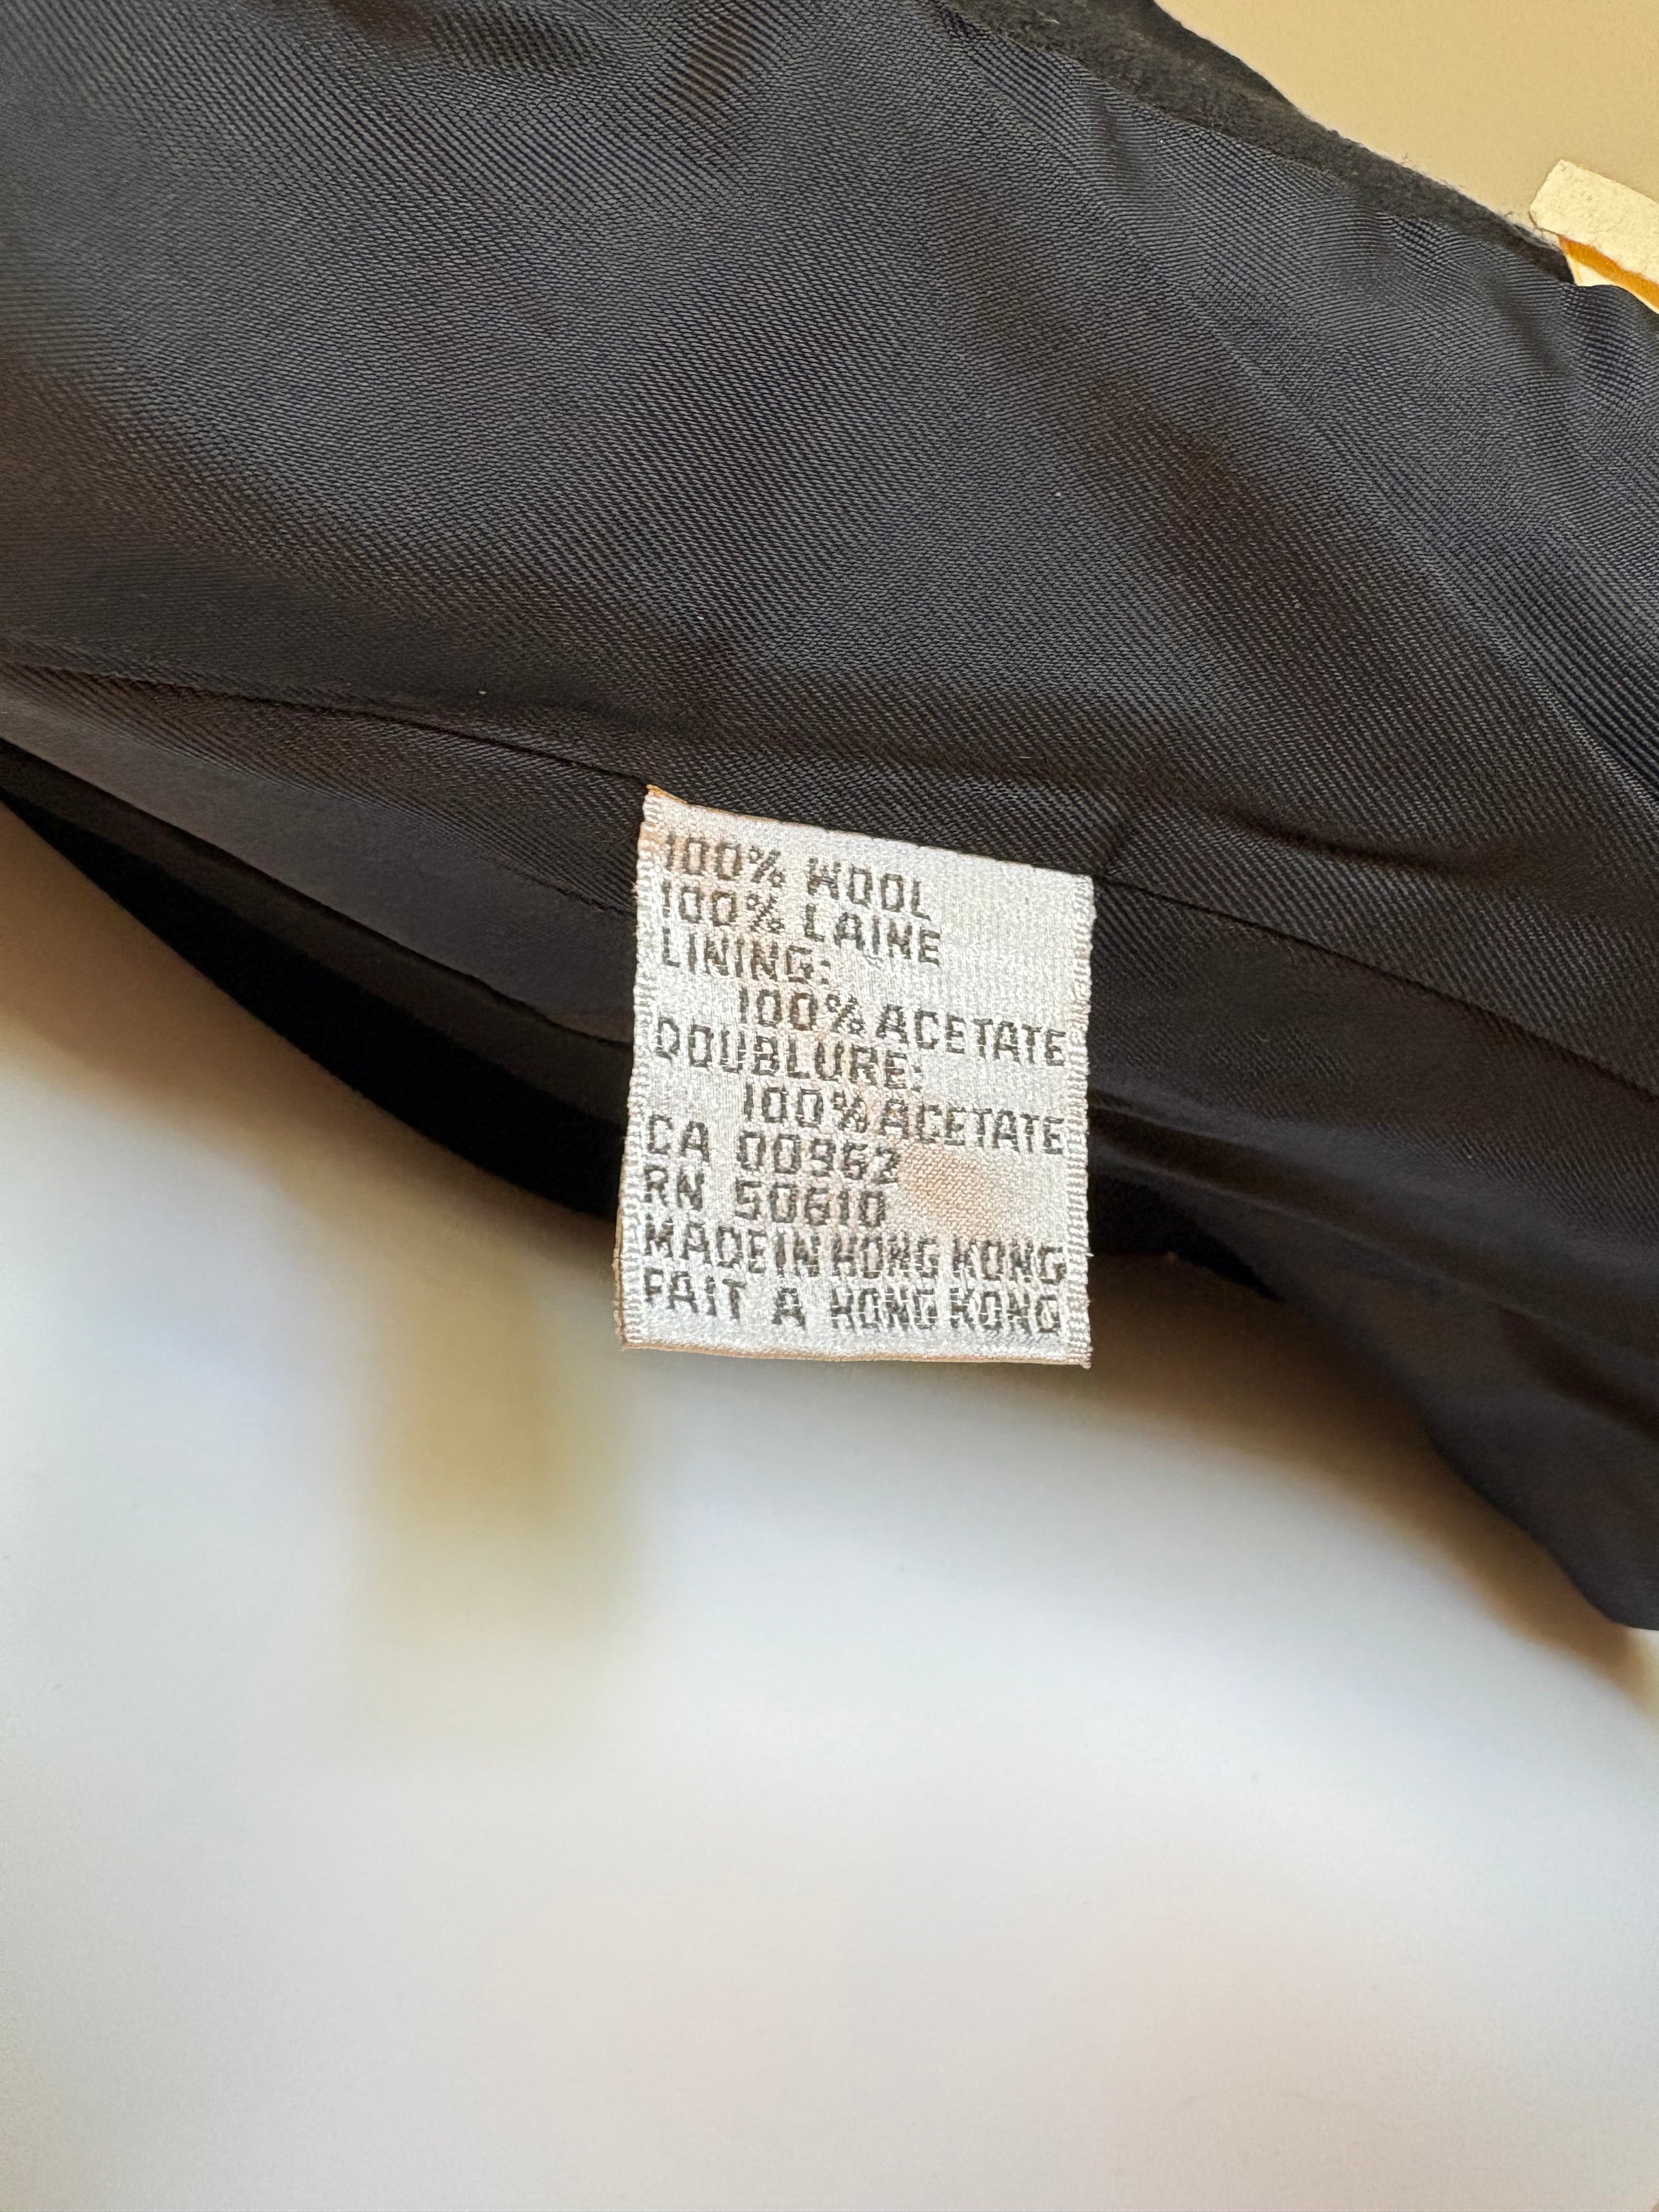 100% WOOL
100% LAINE
LINING:
100% ACETATE
DOUBLURE:
100% ACETATE
CA 00952
RN 50610
MADE IN HONG KONG
FAIT A HONG KONG